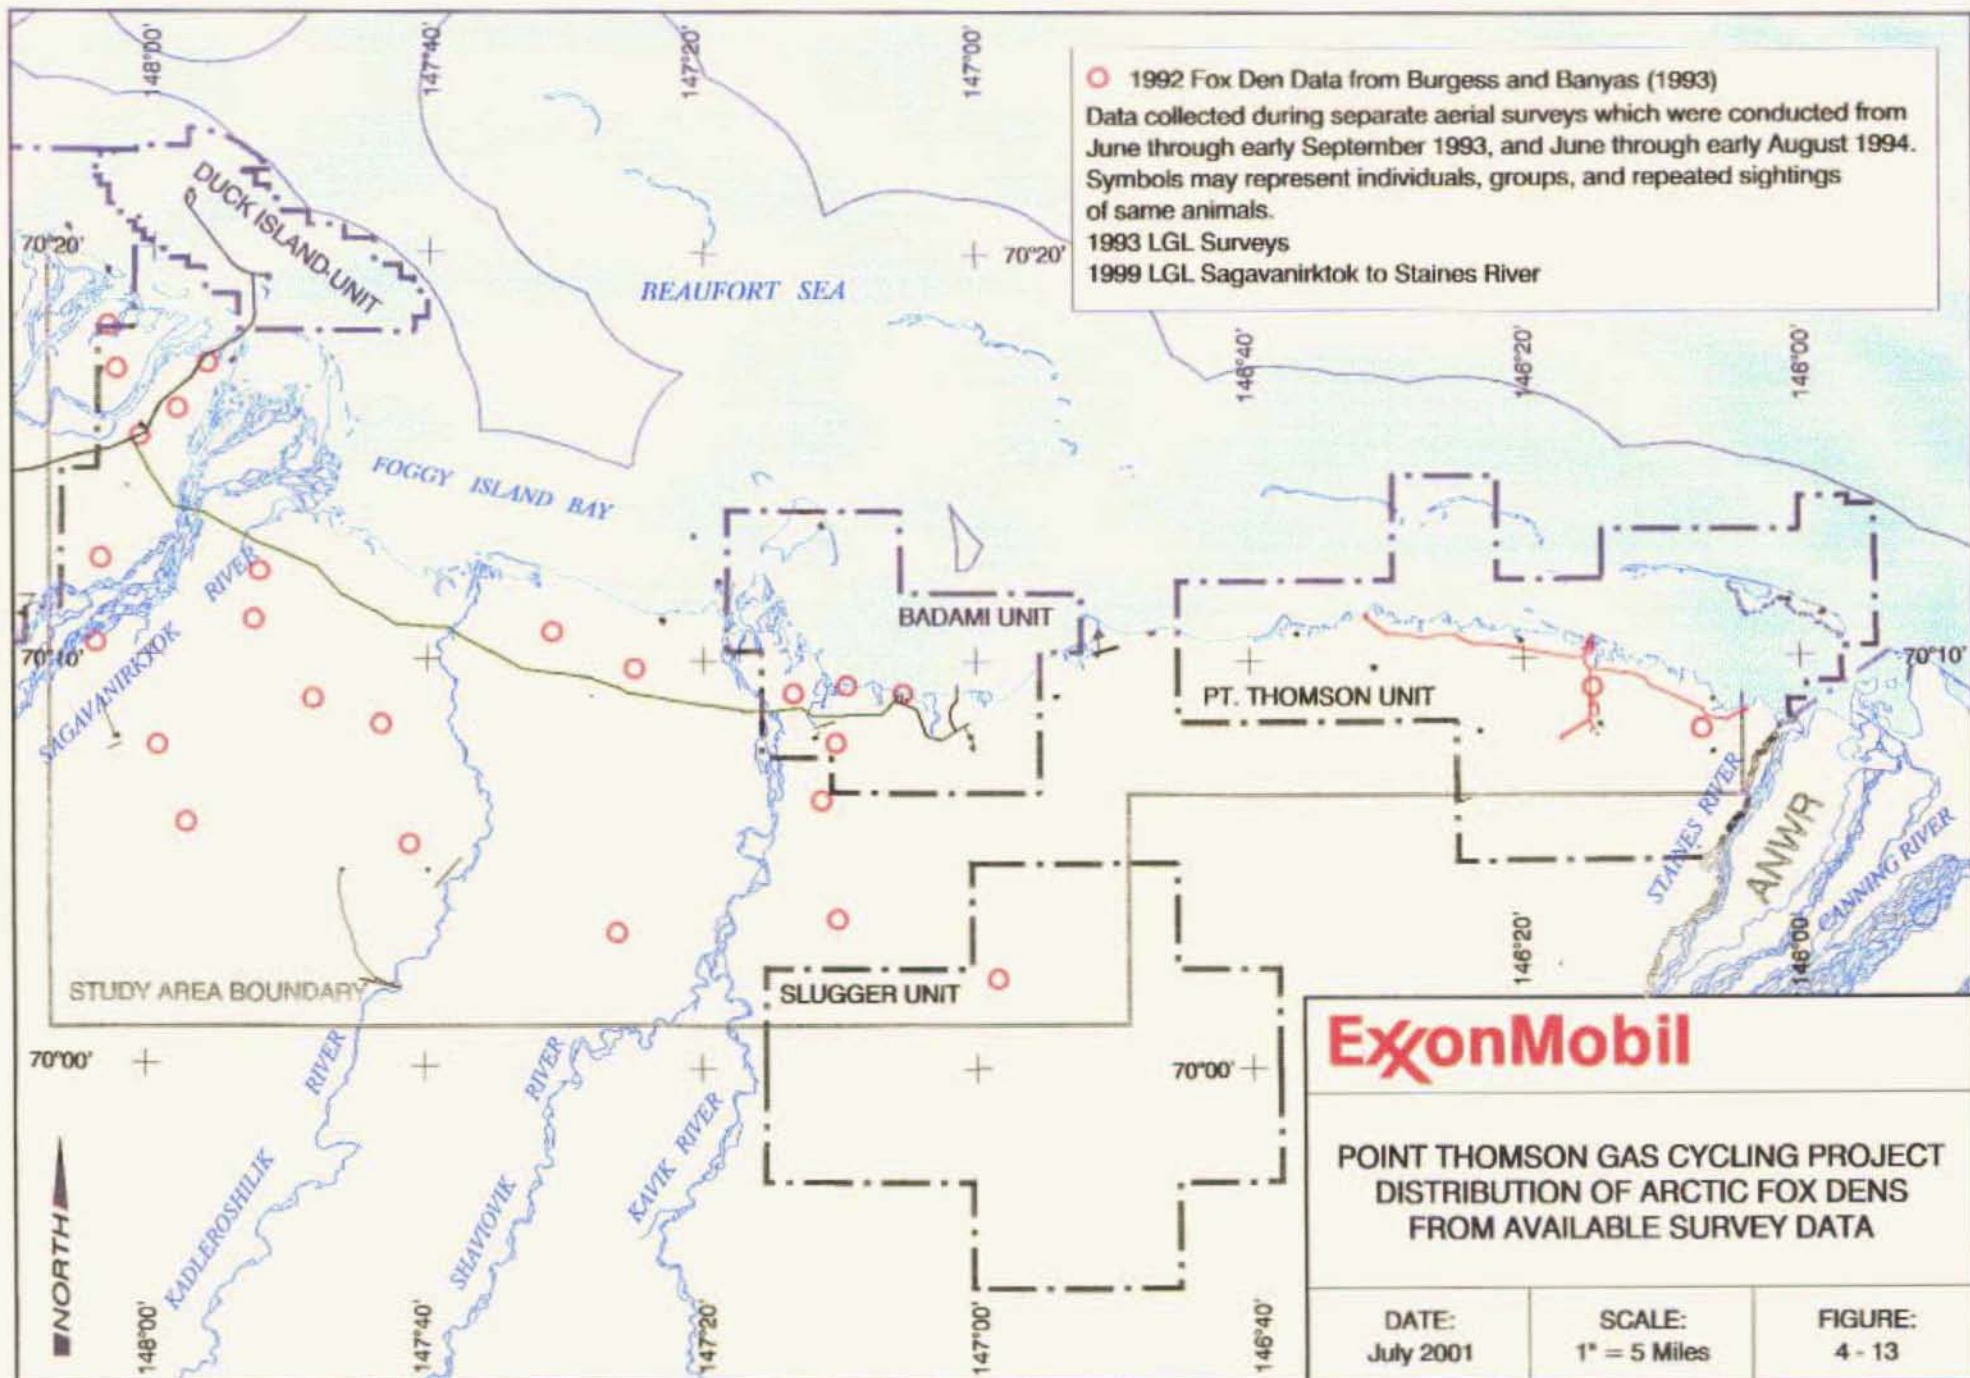 148°00'
147°40'
147°20'
147°00'
1992 Fox Den Data from Burgess and Banyas (1993)
Data collected during separate aerial surveys which were conducted from
June through early September 1993, and June through early August 1994.
Symbols may represent individuals, groups, and repeated sightings
of same animals.
1993 LGL Surveys
1999 LGL Sagavanirktok to Staines River
DUCK ISLAND UNIT
70°20'
70°20'
BEAUFORT SEA
146°40'
146°20'
146°00'
FOGGY ISLAND BAY
BADAMI UNIT
SAGAVANIRKTOK
RIVER
70°10'
70°10'
PT. THOMSON UNIT
STAINES RIVER
ANWR
CANNING RIVER
146°20'
146°00'
STUDY AREA BOUNDARY
SLUGGER UNIT
70°00'
70°00'
KADLEROSHILIK
RIVER
SHAVIOVIK
RIVER
KAVIK RIVER
NORTH
148°00'
147°40'
147°20'
147°00'
146°40'
ExxonMobil
POINT THOMSON GAS CYCLING PROJECT
DISTRIBUTION OF ARCTIC FOX DENS
FROM AVAILABLE SURVEY DATA
DATE:
July 2001
SCALE:
1" = 5 Miles
FIGURE:
4 - 13